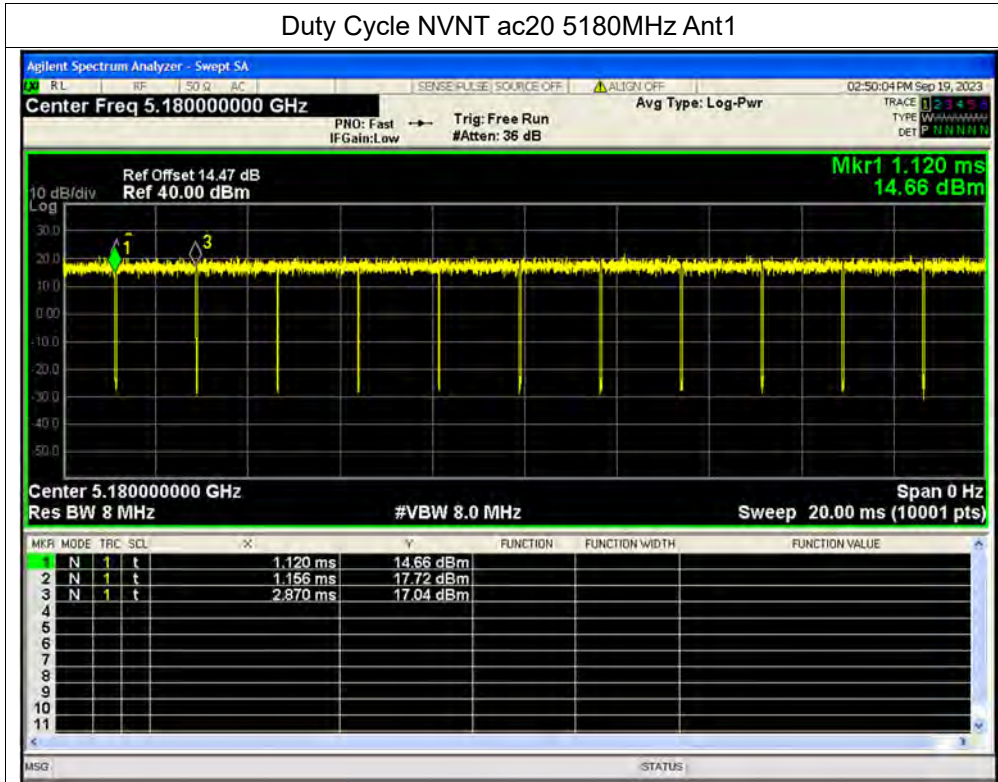 Duty Cycle NVNT ac20 5180MHz Ant1
Agilent Spectrum Analyzer - Swept SA
RL RF 50 Ω AC SENSE:PULSE SOURCE OFF ALIGN OFF 02:50:04 PM Sep 19, 2023
Center Freq 5.180000000 GHz
PNO: Fast
IFGain:Low
Trig: Free Run
#Atten: 36 dB
Avg Type: Log-Pwr
TRACE 1 2 3 4 5 6
TYPE W
DET P N N N N N
Mkr1 1.120 ms
14.66 dBm
Ref Offset 14.47 dB
10 dB/div Ref 40.00 dBm
Log
30.0
20.0
10.0
0.00
-10.0
-20.0
-30.0
-40.0
-50.0
1
3
Center 5.180000000 GHz Span 0 Hz
Res BW 8 MHz #VBW 8.0 MHz Sweep 20.00 ms (10001 pts)
MKR MODE TRC SCL X Y FUNCTION FUNCTION WIDTH FUNCTION VALUE
1 N 1 t 1.120 ms 14.66 dBm
2 N 1 t 1.156 ms 17.72 dBm
3 N 1 t 2.870 ms 17.04 dBm
4
5
6
7
8
9
10
11
MSG STATUS